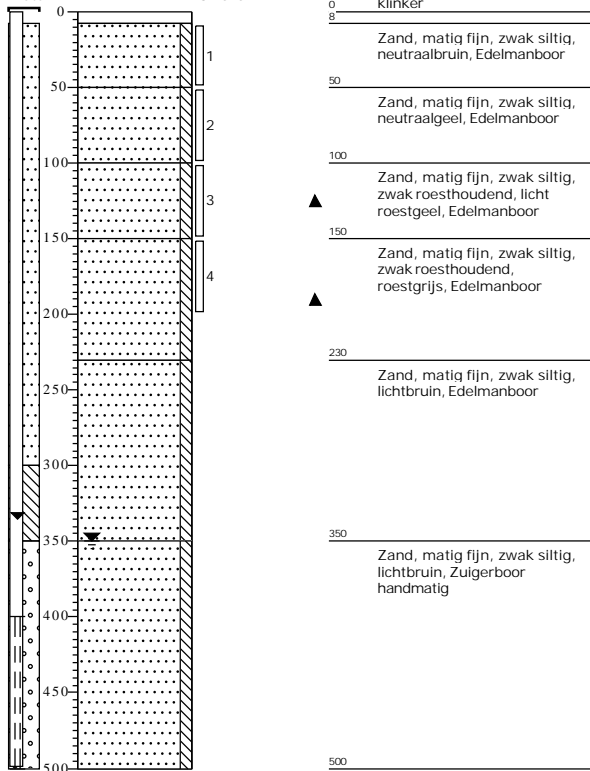 0
50
100
150
200
250
300
350
400
450
500
1
2
3
4
0
klinker
8
Zand, matig fijn, zwak siltig,
neutraalbruin, Edelmanboor
50
Zand, matig fijn, zwak siltig,
neutraalgeel, Edelmanboor
100
Zand, matig fijn, zwak siltig,
zwak roesthoudend, licht
roestgeel, Edelmanboor
150
Zand, matig fijn, zwak siltig,
zwak roesthoudend,
roestgrijs, Edelmanboor
230
Zand, matig fijn, zwak siltig,
lichtbruin, Edelmanboor
350
Zand, matig fijn, zwak siltig,
lichtbruin, Zuigerboor
handmatig
500